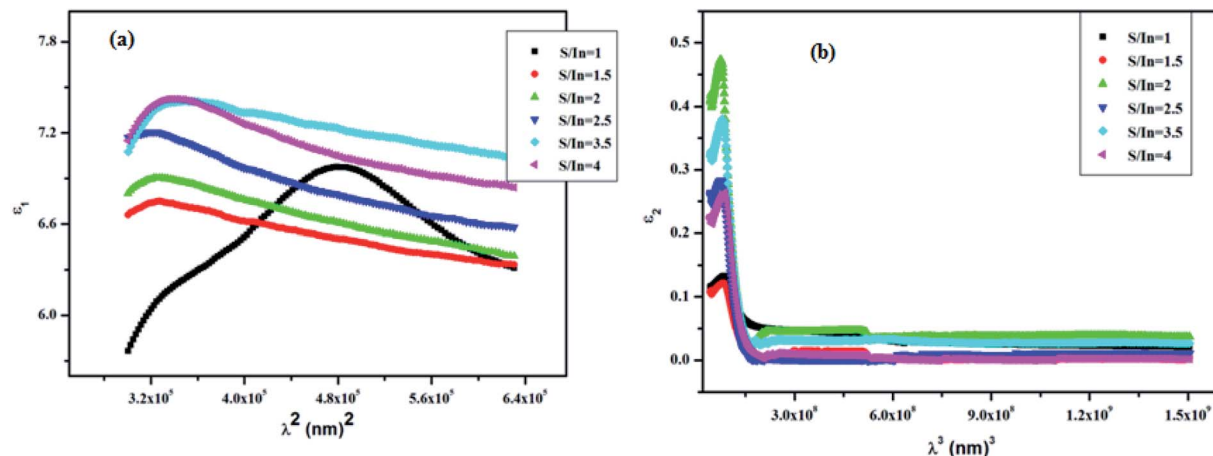 (a)
7.8
7.2
6.6
6.0
ε₁
3.2x10⁵
4.0x10⁵
4.8x10⁵
5.6x10⁵
6.4x10⁵
λ² (nm)²
S/In=1
S/In=1.5
S/In=2
S/In=2.5
S/In=3.5
S/In=4
(b)
0.5
0.4
0.3
0.2
0.1
0.0
ε₂
3.0x10⁸
6.0x10⁸
9.0x10⁸
1.2x10⁹
1.5x10⁹
λ³ (nm)³
S/In=1
S/In=1.5
S/In=2
S/In=2.5
S/In=3.5
S/In=4